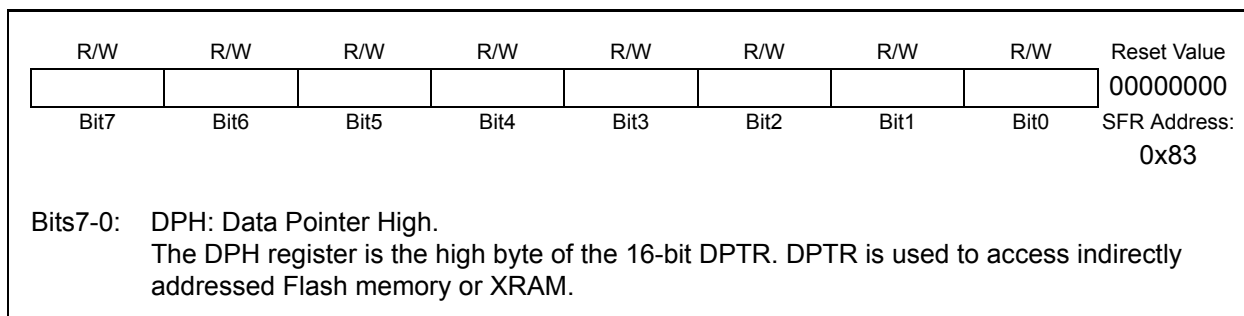 R/W R/W R/W R/W R/W R/W R/W R/W Reset Value
00000000
Bit7 Bit6 Bit5 Bit4 Bit3 Bit2 Bit1 Bit0 SFR Address:
0x83
Bits7-0: DPH: Data Pointer High.
The DPH register is the high byte of the 16-bit DPTR. DPTR is used to access indirectly
addressed Flash memory or XRAM.